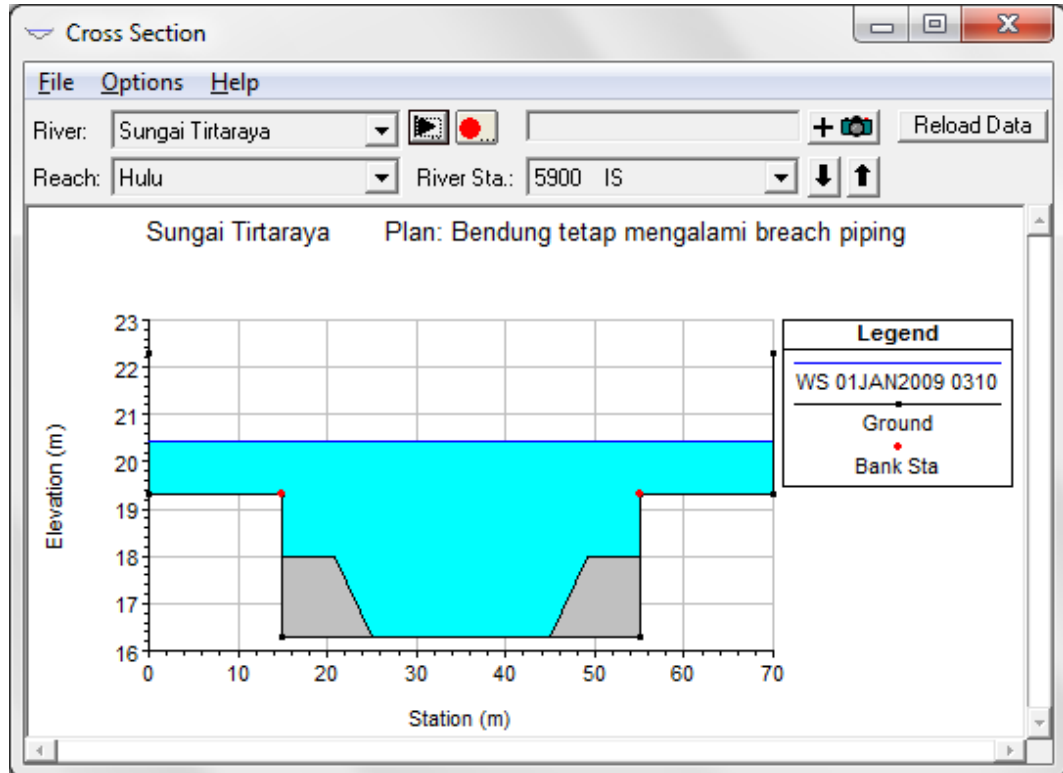 Cross Section
File Options Help
River: Sungai Tirtaraya Reload Data
Reach: Hulu River Sta.: 5900 IS
Sungai Tirtaraya Plan: Bendung tetap mengalami breach piping
23
22
21
20
19
18
17
16
Elevation (m)
0 10 20 30 40 50 60 70
Station (m)
Legend
WS 01JAN2009 0310
Ground
Bank Sta